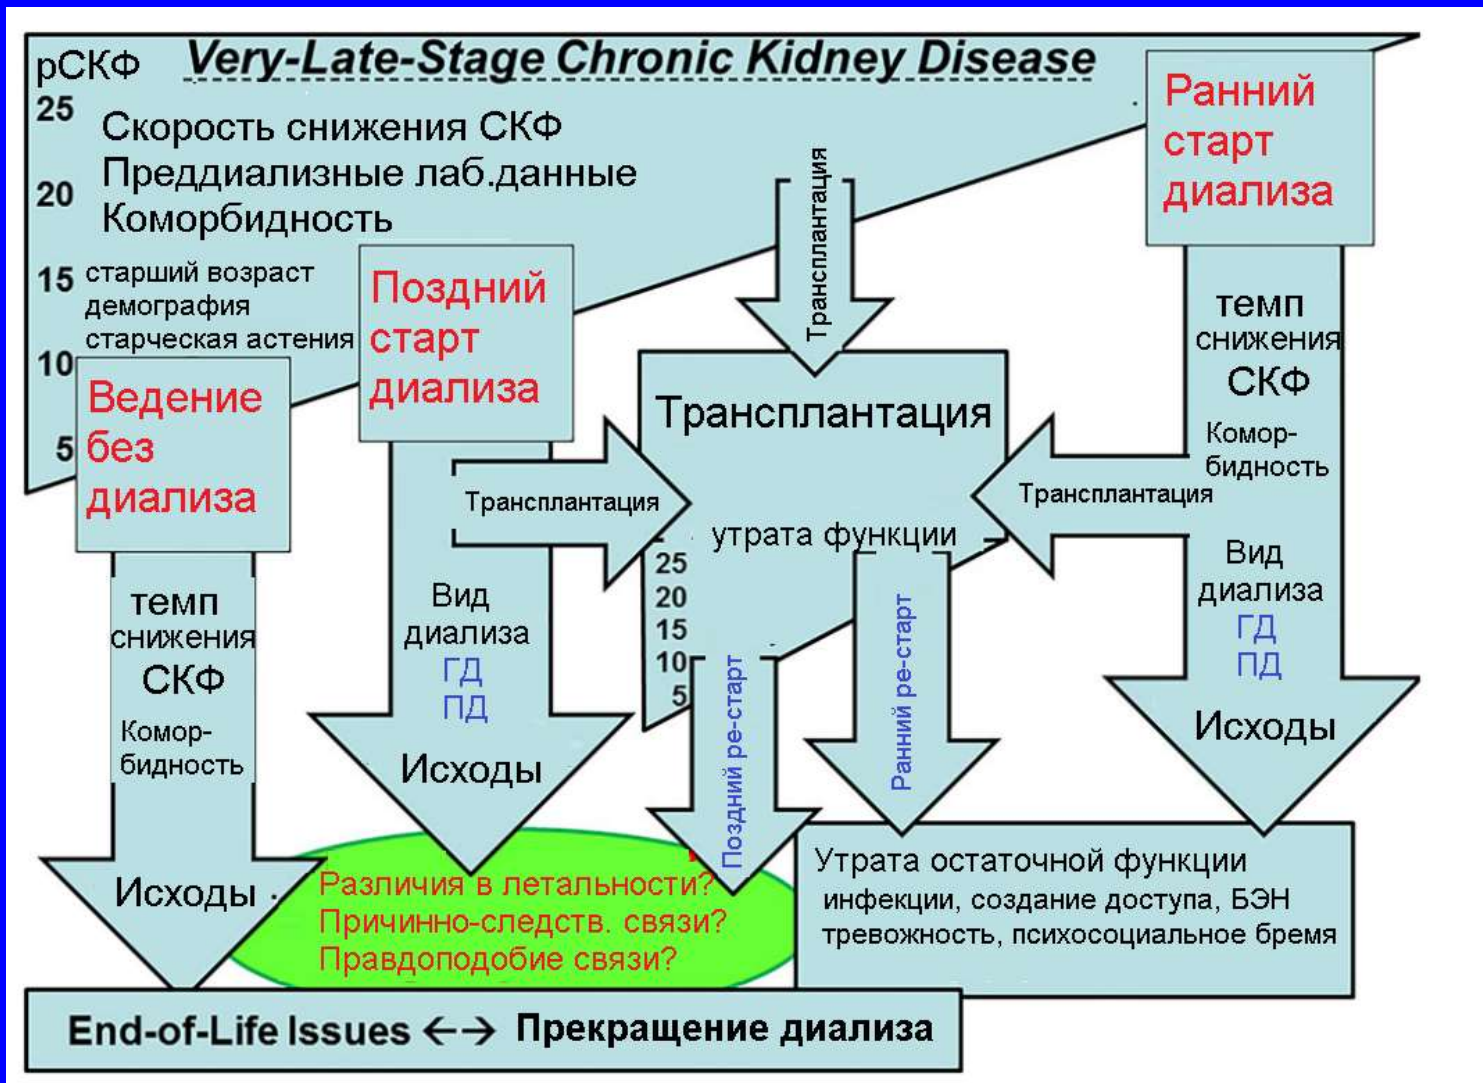 рСКФ
Very-Late-Stage Chronic Kidney Disease
25
20
15
10
5
Скорость снижения СКФ
Преддиализные лаб.данные
Коморбидность
старший возраст
демография
старческая астения
Ведение
без
диализа
темп
снижения
СКФ
Комор-
бидность
Исходы
Поздний
старт
диализа
Вид
диализа
ГД
ПД
Исходы
Трансплантация
Трансплантация
Трансплантация
утрата функции
25
20
15
10
5
Поздний ре-старт
Ранний ре-старт
Трансплантация
Ранний
старт
диализа
темп
снижения
СКФ
Комор-
бидность
Вид
диализа
ГД
ПД
Исходы
Различия в летальности?
Причинно-следств. связи?
Правдоподобие связи?
Утрата остаточной функции
инфекции, создание доступа, БЭН
тревожность, психосоциальное бремя
End-of-Life Issues ←→ Прекращение диализа